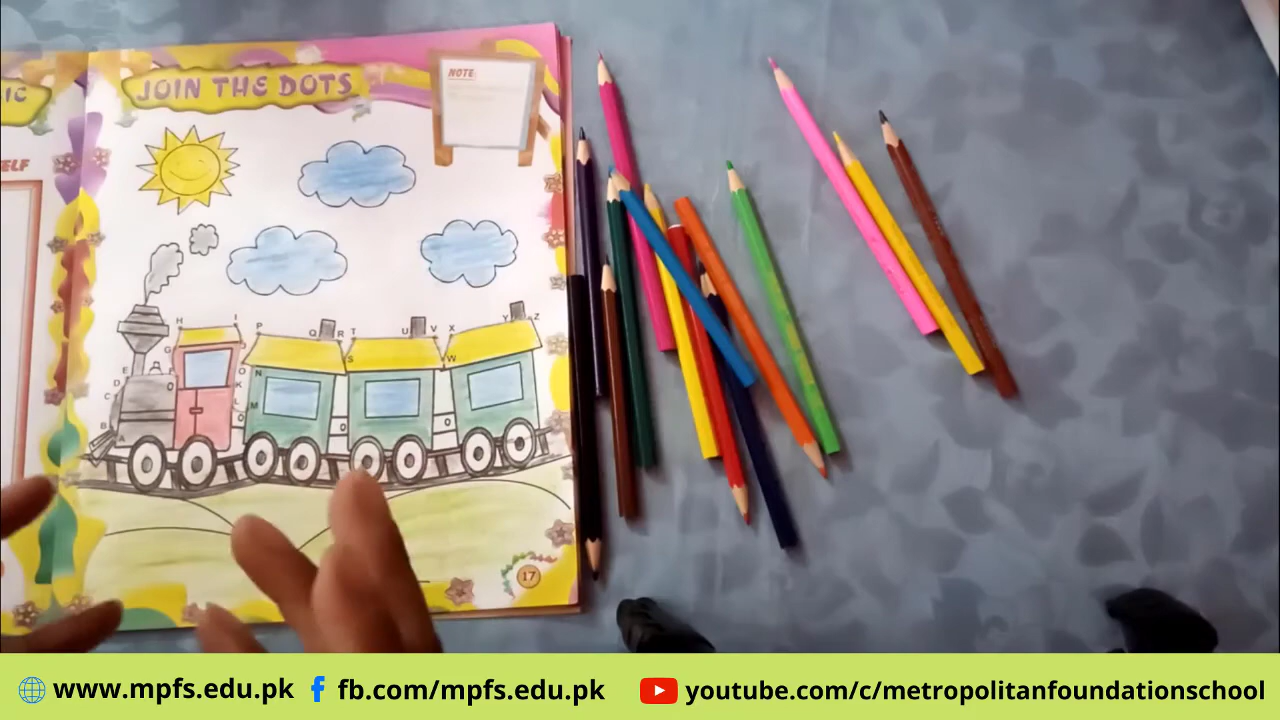 IC
JOIN THE DOTS
NOTE:
ELF
H I
P Q R T U V X Y Z
G
S W
E F O
D K N
C L M
B
A
17
www.mpfs.edu.pk
fb.com/mpfs.edu.pk
youtube.com/c/metropolitanfoundationschool